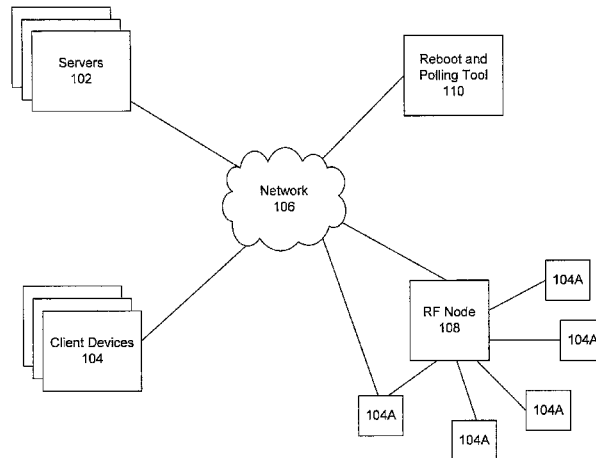 Servers
102
Reboot and
Polling Tool
110
Network
106
Client Devices
104
RF Node
108
104A
104A
104A
104A
104A